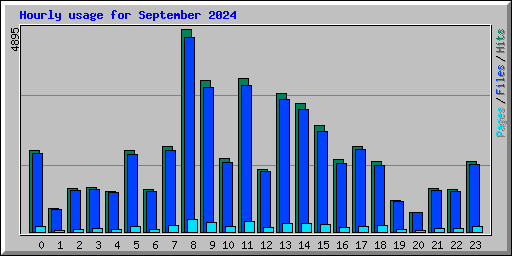 Hourly usage for September 2024
4895
Pages/Files/Hits
0 1 2 3 4 5 6 7 8 9 10 11 12 13 14 15 16 17 18 19 20 21 22 23